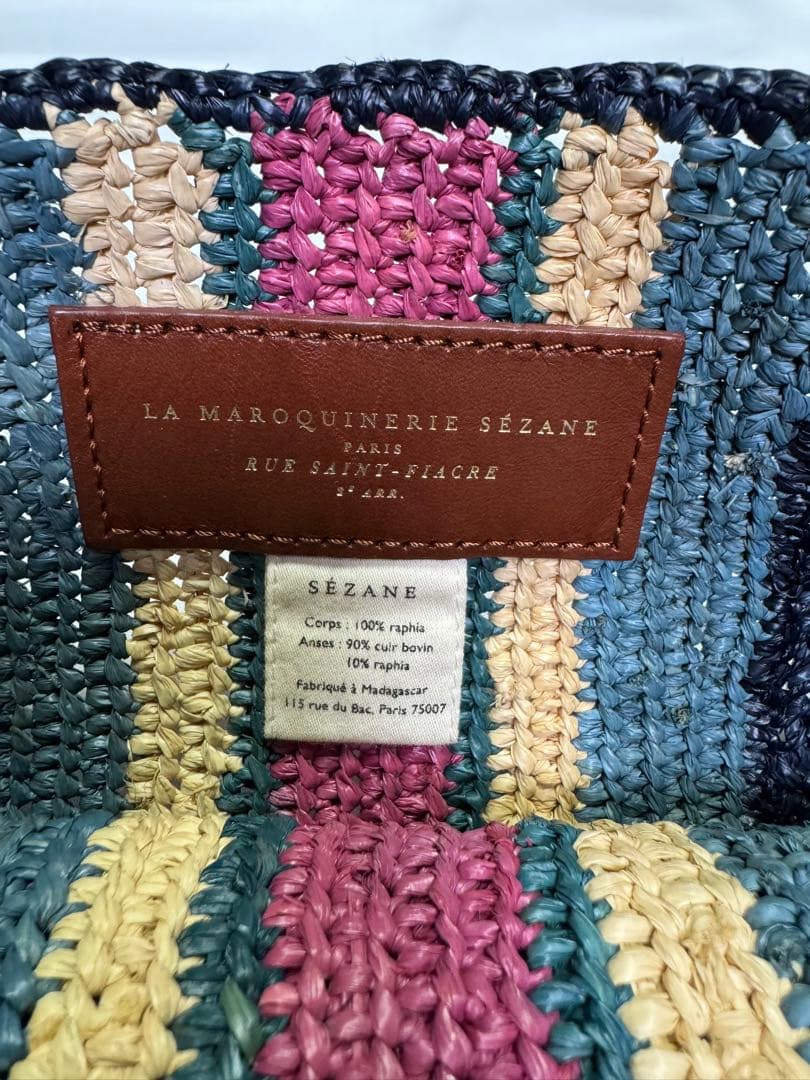 LA MAROQUINERIE SÉZANE
PARIS
RUE SAINT-FIACRE
2ᵉ ARR.
SÉZANE
Corps : 100% raphia
Anses : 90% cuir bovin
10% raphia
Fabriqué à Madagascar
115 rue du Bac, Paris 75007